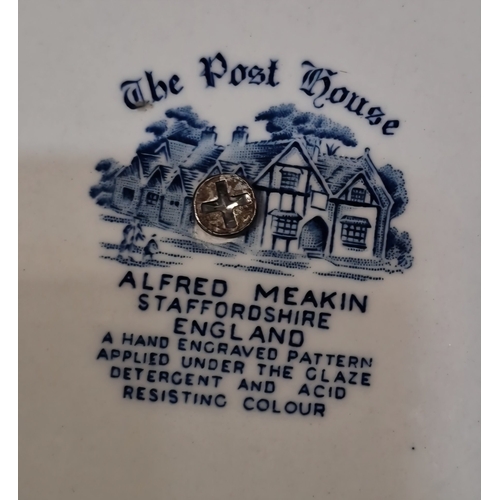 The Post House
ALFRED MEAKIN
STAFFORDSHIRE
ENGLAND
A HAND ENGRAVED PATTERN
APPLIED UNDER THE GLAZE
DETERGENT AND ACID
RESISTING COLOUR